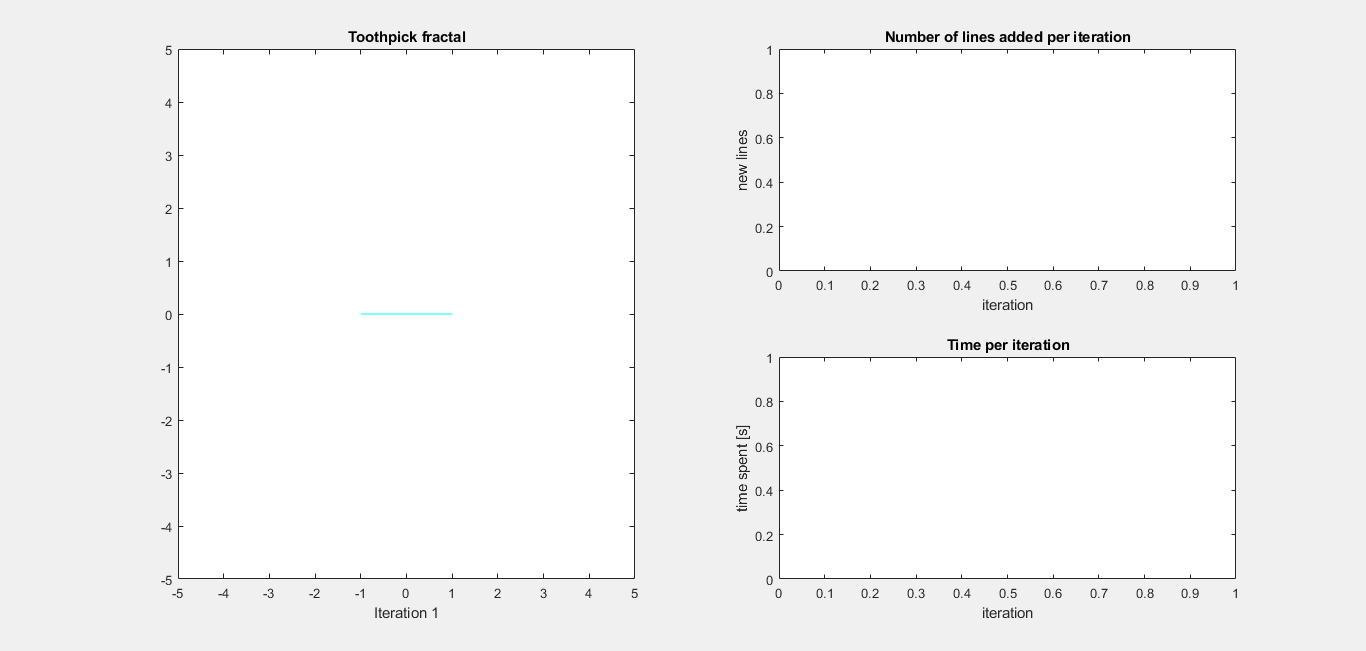 Toothpick fractal
5
4
3
2
1
0
-1
-2
-3
-4
-5
-5 -4 -3 -2 -1 0 1 2 3 4 5
Iteration 1
Number of lines added per iteration
new lines
1
0.8
0.6
0.4
0.2
0
0 0.1 0.2 0.3 0.4 0.5 0.6 0.7 0.8 0.9 1
iteration
Time per iteration
time spent [s]
1
0.8
0.6
0.4
0.2
0
0 0.1 0.2 0.3 0.4 0.5 0.6 0.7 0.8 0.9 1
iteration